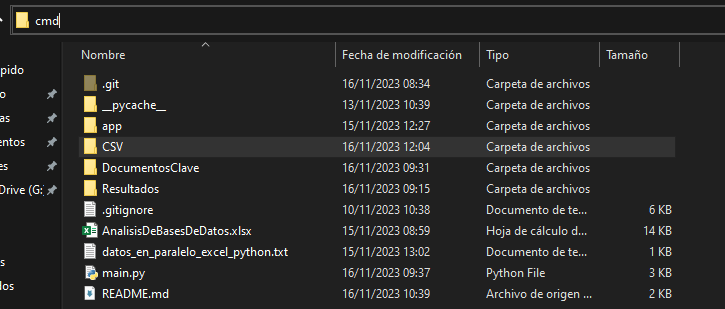 cmd
Nombre Fecha de modificación Tipo Tamaño
pido .git 16/11/2023 08:34 Carpeta de archivos
o __pycache__ 13/11/2023 10:39 Carpeta de archivos
as app 15/11/2023 12:27 Carpeta de archivos
entos CSV 16/11/2023 12:04 Carpeta de archivos
es DocumentosClave 16/11/2023 09:31 Carpeta de archivos
Drive (G: Resultados 16/11/2023 09:15 Carpeta de archivos
.gitignore 10/11/2023 10:38 Documento de te... 6 KB
AnalisisDeBasesDeDatos.xlsx 15/11/2023 08:59 Hoja de cálculo d... 14 KB
datos_en_paralelo_excel_python.txt 15/11/2023 13:02 Documento de te... 1 KB
s main.py 16/11/2023 09:37 Python File 3 KB
dos README.md 16/11/2023 10:39 Archivo de origen ... 2 KB